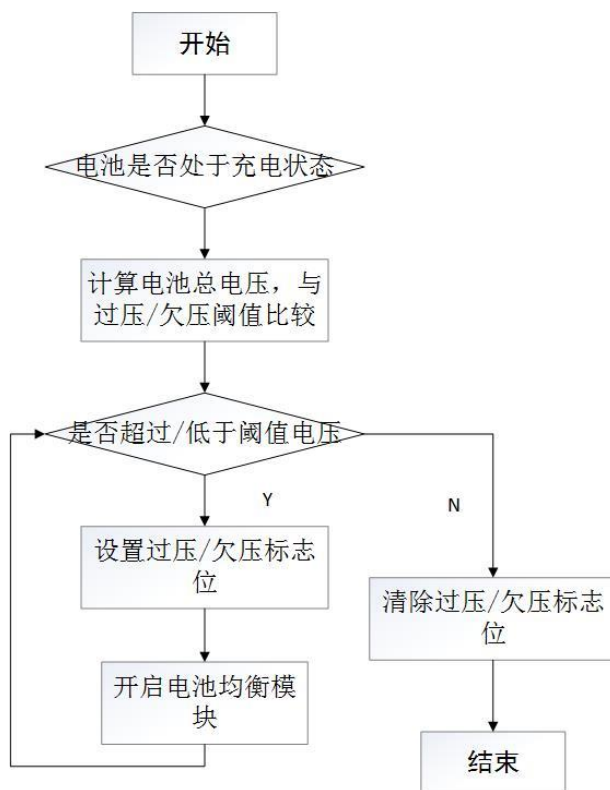 开始
电池是否处于充电状态
计算电池总电压，与
过压/欠压阈值比较
是否超过/低于阈值电压
Y
N
设置过压/欠压标志
位
清除过压/欠压标志
位
开启电池均衡模
块
结束